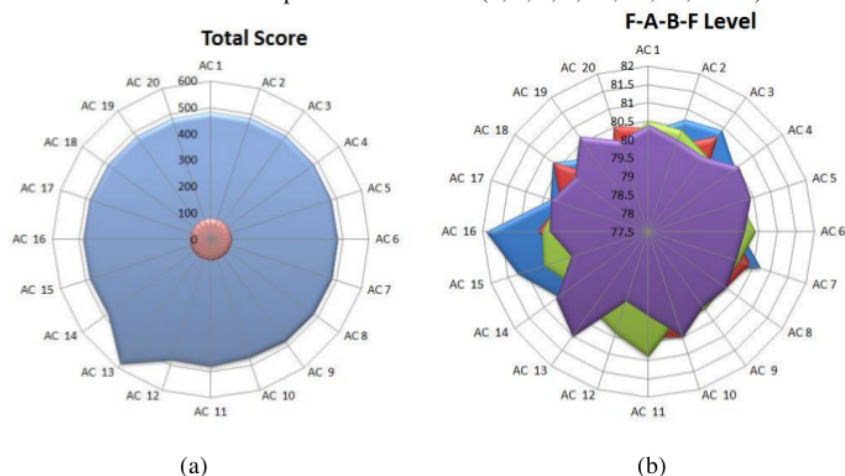 Total Score
AC 1
AC 2
AC 3
AC 4
AC 5
AC 6
AC 7
AC 8
AC 9
AC 10
AC 11
AC 12
AC 13
AC 14
AC 15
AC 16
AC 17
AC 18
AC 19
AC 20
600
500
400
300
200
100
0
(a)
F-A-B-F Level
AC 1
AC 2
AC 3
AC 4
AC 5
AC 6
AC 7
AC 8
AC 9
AC 10
AC 11
AC 12
AC 13
AC 14
AC 15
AC 16
AC 17
AC 18
AC 19
AC 20
82
81.5
81
80.5
80
79.5
79
78.5
78
77.5
(b)